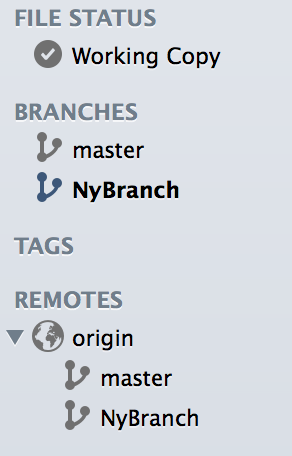 FILE STATUS
Working Copy
BRANCHES
master
NyBranch
TAGS
REMOTES
origin
master
NyBranch